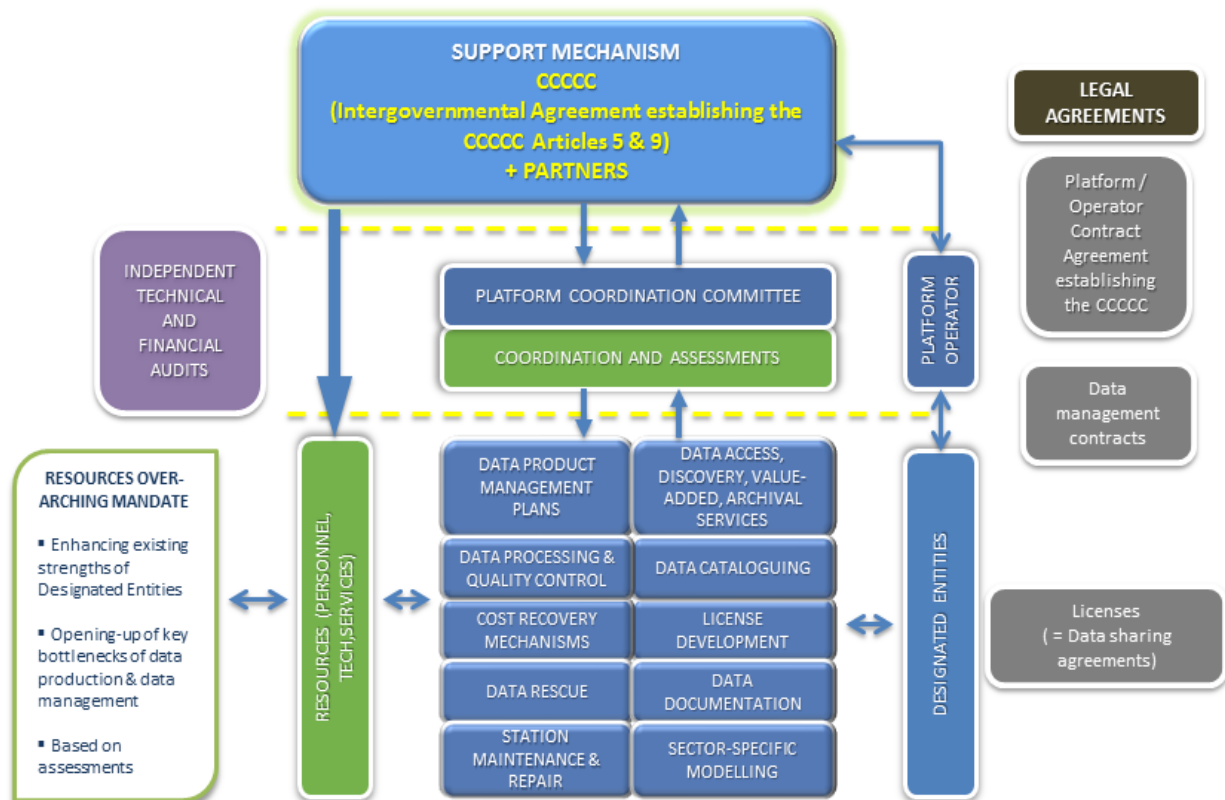 SUPPORT MECHANISM
CCCCC
(Intergovernmental Agreement establishing the
CCCCC Articles 5 & 9)
+ PARTNERS
LEGAL
AGREEMENTS
Platform /
Operator
Contract
Agreement
establishing
the CCCCC
INDEPENDENT
TECHNICAL
AND
FINANCIAL
AUDITS
PLATFORM COORDINATION COMMITTEE
COORDINATION AND ASSESSMENTS
PLATFORM
OPERATOR
Data
management
contracts
RESOURCES OVER-
ARCHING MANDATE
▪ Enhancing existing
strengths of
Designated Entities
▪ Opening-up of key
bottlenecks of data
production & data
management
▪ Based on
assessments
RESOURCES (PERSONNEL,
TECH,SERVICES)
DATA PRODUCT
MANAGEMENT
PLANS
DATA ACCESS,
DISCOVERY, VALUE-
ADDED, ARCHIVAL
SERVICES
DATA PROCESSING &
QUALITY CONTROL
DATA CATALOGUING
COST RECOVERY
MECHANISMS
LICENSE
DEVELOPMENT
DATA RESCUE
DATA
DOCUMENTATION
STATION
MAINTENANCE &
REPAIR
SECTOR-SPECIFIC
MODELLING
DESIGNATED ENTITIES
Licenses
( = Data sharing
agreements)